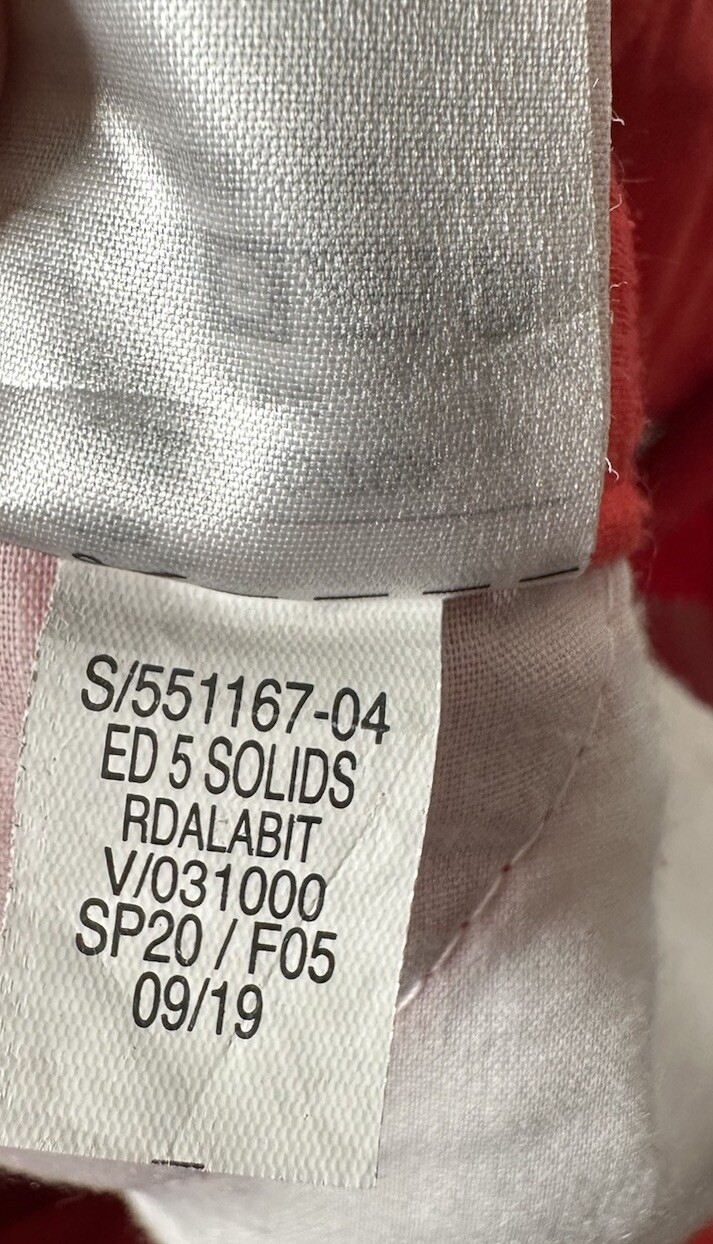 S/551167-04
ED 5 SOLIDS
RDALABIT
V/031000
SP20 / F05
09/19